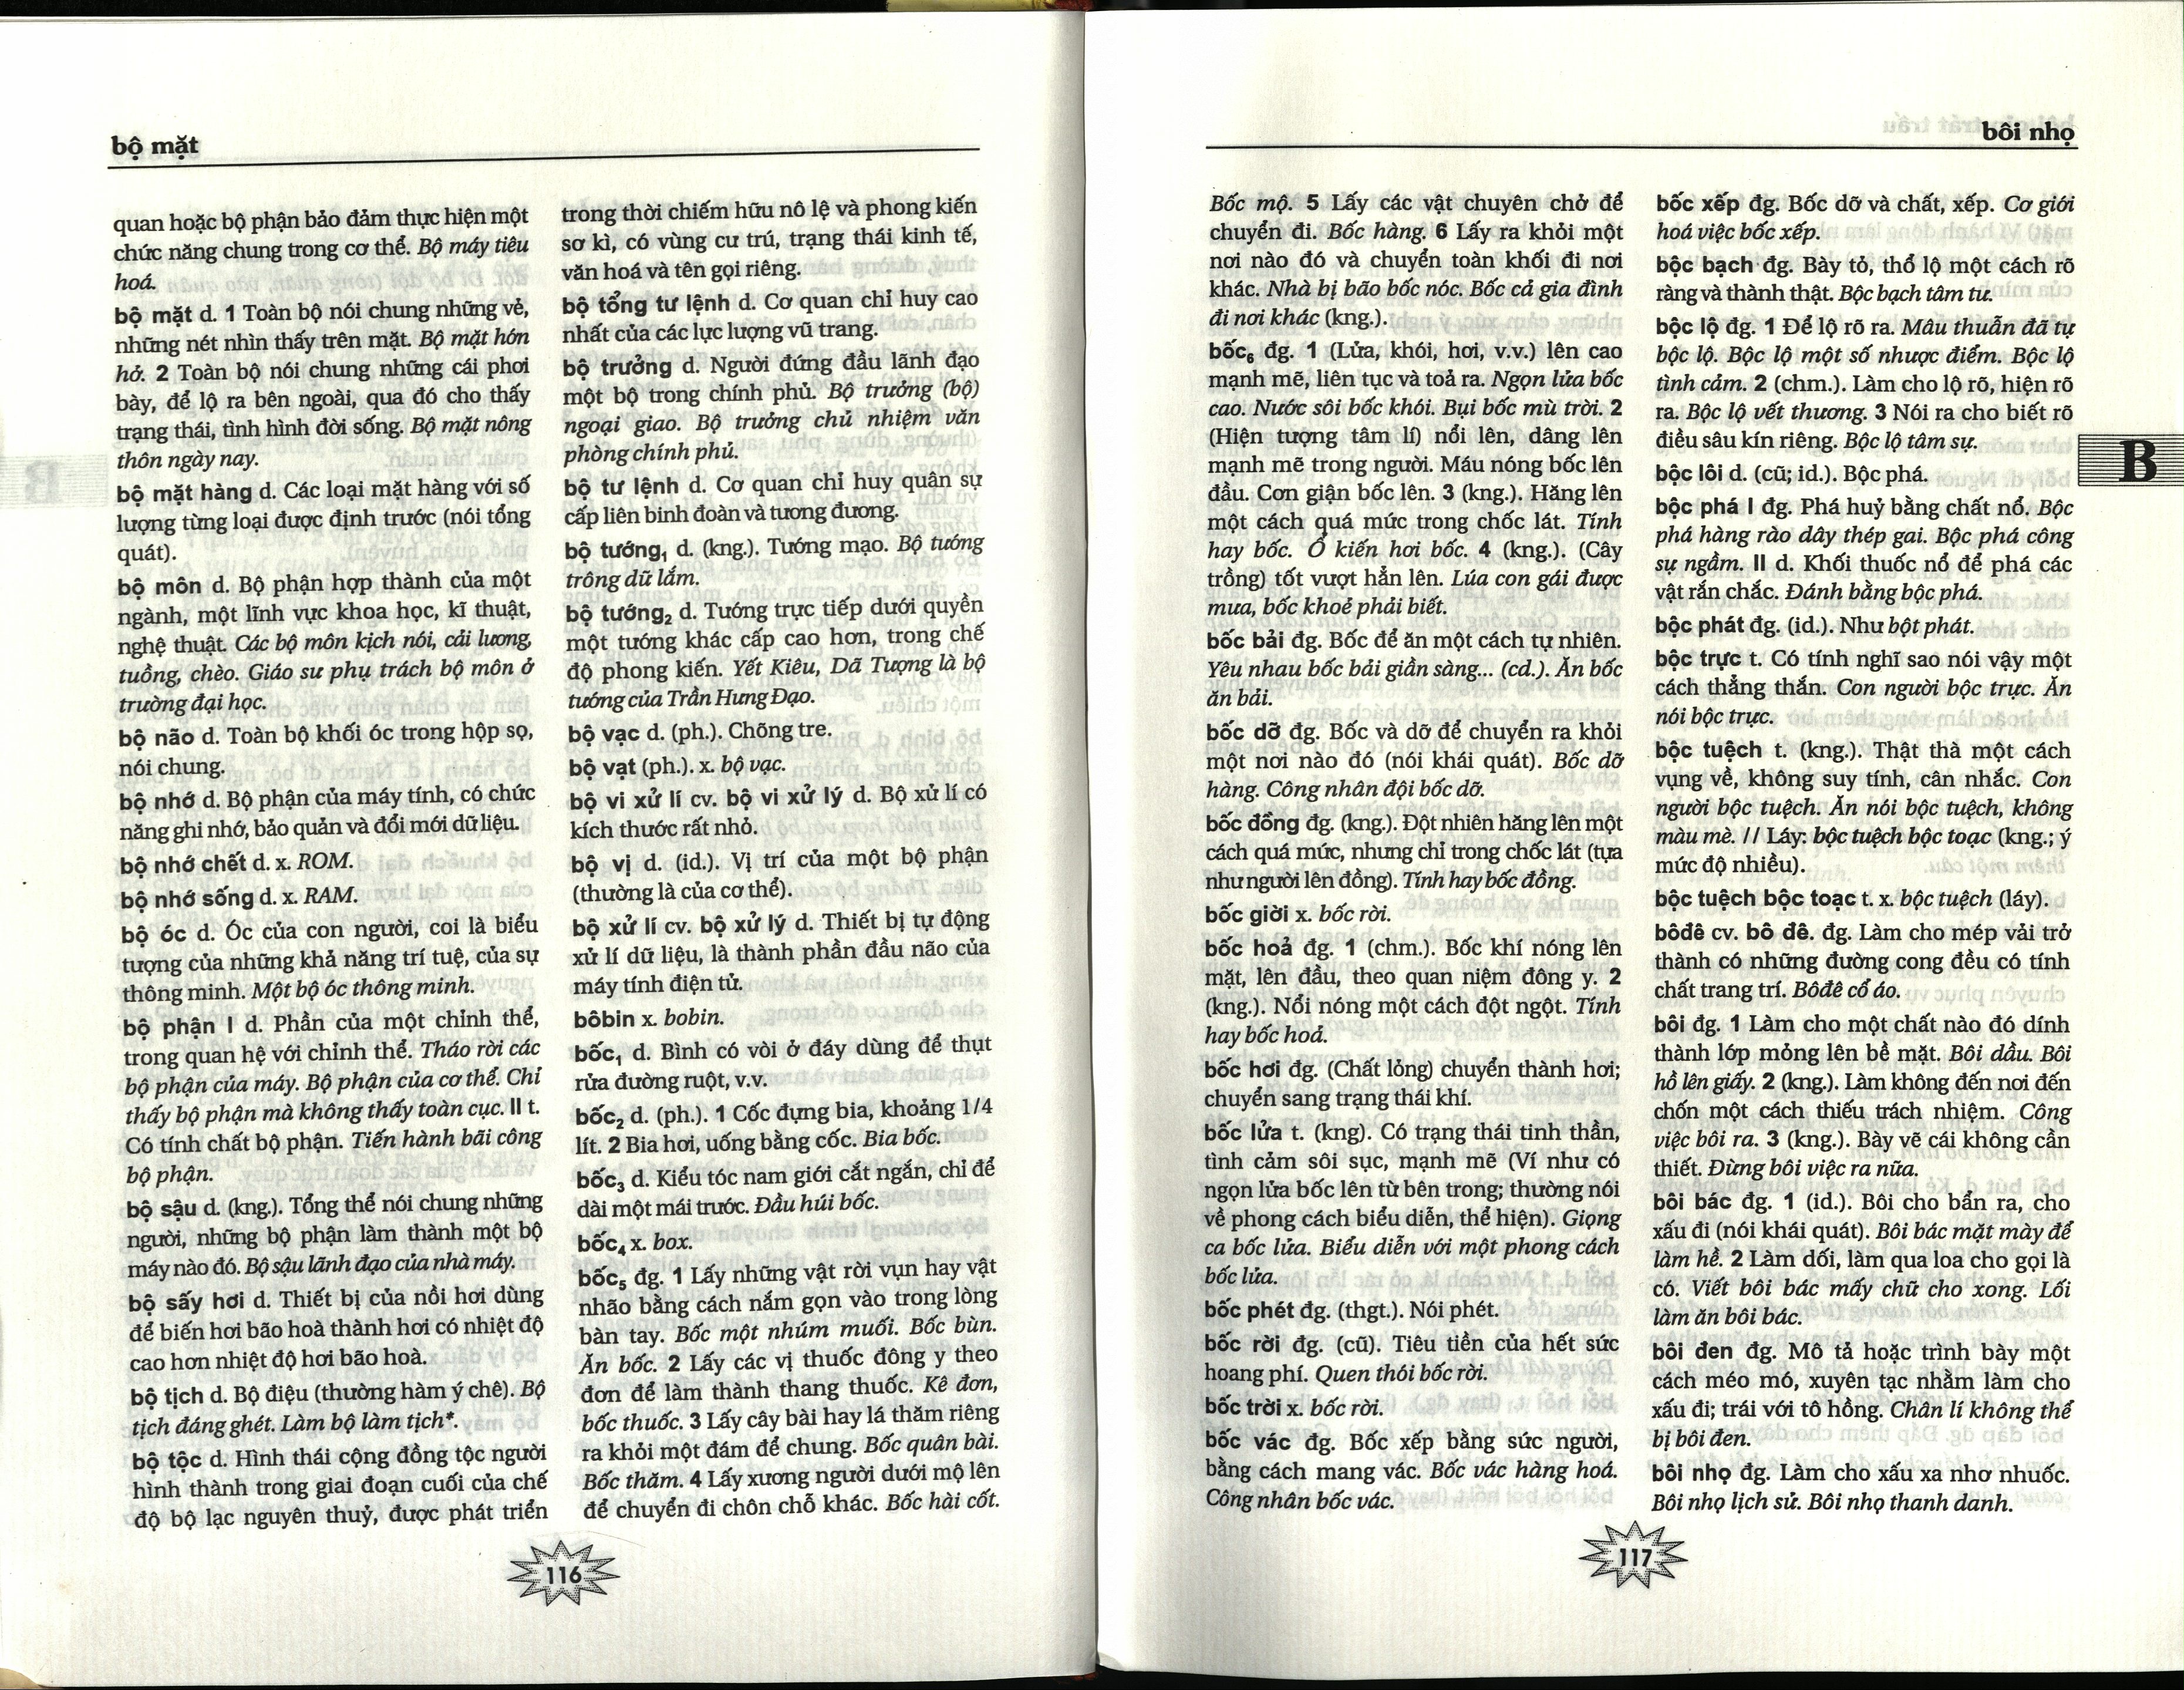 bộ mặt
quan hoặc bộ phận bảo đảm thực hiện một
chức năng chung trong cơ thể. Bộ máy tiêu
hoá.
bộ mặt d. 1 Toàn bộ nói chung những vẻ,
những nét nhìn thấy trên mặt. Bộ mặt hớn
hở. 2 Toàn bộ nói chung những cái phơi
bày, để lộ ra bên ngoài, qua đó cho thấy
trạng thái, tình hình đời sống. Bộ mặt nông
thôn ngày nay.
bộ mặt hàng d. Các loại mặt hàng với số
lượng từng loại được định trước (nói tổng
quát).
bộ môn d. Bộ phận hợp thành của một
ngành, một lĩnh vực khoa học, kĩ thuật,
nghệ thuật. Các bộ môn kịch nói, cải lương,
tuồng, chèo. Giáo sư phụ trách bộ môn ở
trường đại học.
bộ não d. Toàn bộ khối óc trong hộp sọ,
nói chung.
bộ nhớ d. Bộ phận của máy tính, có chức
năng ghi nhớ, bảo quản và đổi mới dữ liệu.
bộ nhớ chết d. x. ROM.
bộ nhớ sống d. x. RAM.
bộ óc d. Óc của con người, coi là biểu
tượng của những khả năng trí tuệ, của sự
thông minh. Một bộ óc thông minh.
bộ phận I d. Phần của một chỉnh thể,
trong quan hệ với chỉnh thể. Tháo rời các
bộ phận của máy. Bộ phận của cơ thể. Chỉ
thấy bộ phận mà không thấy toàn cục. II t.
Có tính chất bộ phận. Tiến hành bãi công
bộ phận.
bộ sậu d. (kng.). Tổng thể nói chung những
người, những bộ phận làm thành một bộ
máy nào đó. Bộ sậu lãnh đạo của nhà máy.
bộ sấy hơi d. Thiết bị của nồi hơi dùng
để biến hơi bão hoà thành hơi có nhiệt độ
cao hơn nhiệt độ hơi bão hoà.
bộ tịch d. Bộ điệu (thường hàm ý chê). Bộ
tịch đáng ghét. Làm bộ làm tịch*.
bộ tộc d. Hình thái cộng đồng tộc người
hình thành trong giai đoạn cuối của chế
độ bộ lạc nguyên thuỷ, được phát triển
trong thời chiếm hữu nô lệ và phong kiến
sơ kì, có vùng cư trú, trạng thái kinh tế,
văn hoá và tên gọi riêng.
bộ tổng tư lệnh d. Cơ quan chỉ huy cao
nhất của các lực lượng vũ trang.
bộ trưởng d. Người đứng đầu lãnh đạo
một bộ trong chính phủ. Bộ trưởng (bộ)
ngoại giao. Bộ trưởng chủ nhiệm văn
phòng chính phủ.
bộ tư lệnh d. Cơ quan chỉ huy quân sự
cấp liên binh đoàn và tương đương.
bộ tướng₁ d. (kng.). Tướng mạo. Bộ tướng
trông dữ lắm.
bộ tướng₂ d. Tướng trực tiếp dưới quyền
một tướng khác cấp cao hơn, trong chế
độ phong kiến. Yết Kiêu, Dã Tượng là bộ
tướng của Trần Hưng Đạo.
bộ vạc d. (ph.). Chõng tre.
bộ vạt (ph.). x. bộ vạc.
bộ vi xử lí cv. bộ vi xử lý d. Bộ xử lí có
kích thước rất nhỏ.
bộ vị d. (id.). Vị trí của một bộ phận
(thường là của cơ thể).
bộ xử lí cv. bộ xử lý d. Thiết bị tự động
xử lí dữ liệu, là thành phần đầu não của
máy tính điện tử.
bôbin x. bobin.
bốc₁ d. Bình có vòi ở đáy dùng để thụt
rửa đường ruột, v.v.
bốc₂ d. (ph.). 1 Cốc đựng bia, khoảng 1/4
lít. 2 Bia hơi, uống bằng cốc. Bia bốc.
bốc₃ d. Kiểu tóc nam giới cắt ngắn, chỉ để
dài một mái trước. Đầu húi bốc.
bốc₄ x. box.
bốc₅ đg. 1 Lấy những vật rời vụn hay vật
nhão bằng cách nắm gọn vào trong lòng
bàn tay. Bốc một nhúm muối. Bốc bùn.
Ăn bốc. 2 Lấy các vị thuốc đông y theo
đơn để làm thành thang thuốc. Kê đơn,
bốc thuốc. 3 Lấy cây bài hay lá thăm riêng
ra khỏi một đám để chung. Bốc quân bài.
Bốc thăm. 4 Lấy xương người dưới mộ lên
để chuyển đi chôn chỗ khác. Bốc hài cốt.
116
bôi nhọ
Bốc mộ. 5 Lấy các vật chuyên chở để
chuyển đi. Bốc hàng. 6 Lấy ra khỏi một
nơi nào đó và chuyển toàn khối đi nơi
khác. Nhà bị bão bốc nóc. Bốc cả gia đình
đi nơi khác (kng.).
bốc₆ đg. 1 (Lửa, khói, hơi, v.v.) lên cao
mạnh mẽ, liên tục và toả ra. Ngọn lửa bốc
cao. Nước sôi bốc khói. Bụi bốc mù trời. 2
(Hiện tượng tâm lí) nổi lên, dâng lên
mạnh mẽ trong người. Máu nóng bốc lên
đầu. Cơn giận bốc lên. 3 (kng.). Hăng lên
một cách quá mức trong chốc lát. Tính
hay bốc. Ổ kiến hơi bốc. 4 (kng.). (Cây
trồng) tốt vượt hẳn lên. Lúa con gái được
mưa, bốc khoẻ phải biết.
bốc bải đg. Bốc để ăn một cách tự nhiên.
Yêu nhau bốc bải giần sàng... (cd.). Ăn bốc
ăn bải.
bốc dỡ đg. Bốc và dỡ để chuyển ra khỏi
một nơi nào đó (nói khái quát). Bốc dỡ
hàng. Công nhân đội bốc dỡ.
bốc đồng đg. (kng.). Đột nhiên hăng lên một
cách quá mức, nhưng chỉ trong chốc lát (tựa
như người lên đồng). Tính hay bốc đồng.
bốc giời x. bốc rời.
bốc hoả đg. 1 (chm.). Bốc khí nóng lên
mặt, lên đầu, theo quan niệm đông y. 2
(kng.). Nổi nóng một cách đột ngột. Tính
hay bốc hoả.
bốc hơi đg. (Chất lỏng) chuyển thành hơi;
chuyển sang trạng thái khí.
bốc lửa t. (kng). Có trạng thái tinh thần,
tình cảm sôi sục, mạnh mẽ (Ví như có
ngọn lửa bốc lên từ bên trong; thường nói
về phong cách biểu diễn, thể hiện). Giọng
ca bốc lửa. Biểu diễn với một phong cách
bốc lửa.
bốc phét đg. (thgt.). Nói phét.
bốc rời đg. (cũ). Tiêu tiền của hết sức
hoang phí. Quen thói bốc rời.
bốc trời x. bốc rời.
bốc vác đg. Bốc xếp bằng sức người,
bằng cách mang vác. Bốc vác hàng hoá.
Công nhân bốc vác.
bốc xếp đg. Bốc dỡ và chất, xếp. Cơ giới
hoá việc bốc xếp.
bộc bạch đg. Bày tỏ, thổ lộ một cách rõ
ràng và thành thật. Bộc bạch tâm tư.
bộc lộ đg. 1 Để lộ rõ ra. Mâu thuẫn đã tự
bộc lộ. Bộc lộ một số nhược điểm. Bộc lộ
tình cảm. 2 (chm.). Làm cho lộ rõ, hiện rõ
ra. Bộc lộ vết thương. 3 Nói ra cho biết rõ
điều sâu kín riêng. Bộc lộ tâm sự.
bộc lôi d. (cũ; id.). Bộc phá.
bộc phá I đg. Phá huỷ bằng chất nổ. Bộc
phá hàng rào dây thép gai. Bộc phá công
sự ngầm. II d. Khối thuốc nổ để phá các
vật rắn chắc. Đánh bằng bộc phá.
bộc phát đg. (id.). Như bột phát.
bộc trực t. Có tính nghĩ sao nói vậy một
cách thẳng thắn. Con người bộc trực. Ăn
nói bộc trực.
bộc tuệch t. (kng.). Thật thà một cách
vụng về, không suy tính, cân nhắc. Con
người bộc tuệch. Ăn nói bộc tuệch, không
màu mè. // Láy: bộc tuệch bộc toạc (kng.; ý
mức độ nhiều).
bộc tuệch bộc toạc t. x. bộc tuệch (láy).
bôđê cv. bô đê. đg. Làm cho mép vải trở
thành có những đường cong đều có tính
chất trang trí. Bôđê cổ áo.
bôi đg. 1 Làm cho một chất nào đó dính
thành lớp mỏng lên bề mặt. Bôi dầu. Bôi
hồ lên giấy. 2 (kng.). Làm không đến nơi đến
chốn một cách thiếu trách nhiệm. Công
việc bôi ra. 3 (kng.). Bày vẽ cái không cần
thiết. Đừng bôi việc ra nữa.
bôi bác đg. 1 (id.). Bôi cho bẩn ra, cho
xấu đi (nói khái quát). Bôi bác mặt mày để
làm hề. 2 Làm dối, làm qua loa cho gọi là
có. Viết bôi bác mấy chữ cho xong. Lối
làm ăn bôi bác.
bôi đen đg. Mô tả hoặc trình bày một
cách méo mó, xuyên tạc nhằm làm cho
xấu đi; trái với tô hồng. Chân lí không thể
bị bôi đen.
bôi nhọ đg. Làm cho xấu xa nhơ nhuốc.
Bôi nhọ lịch sử. Bôi nhọ thanh danh.
B
117